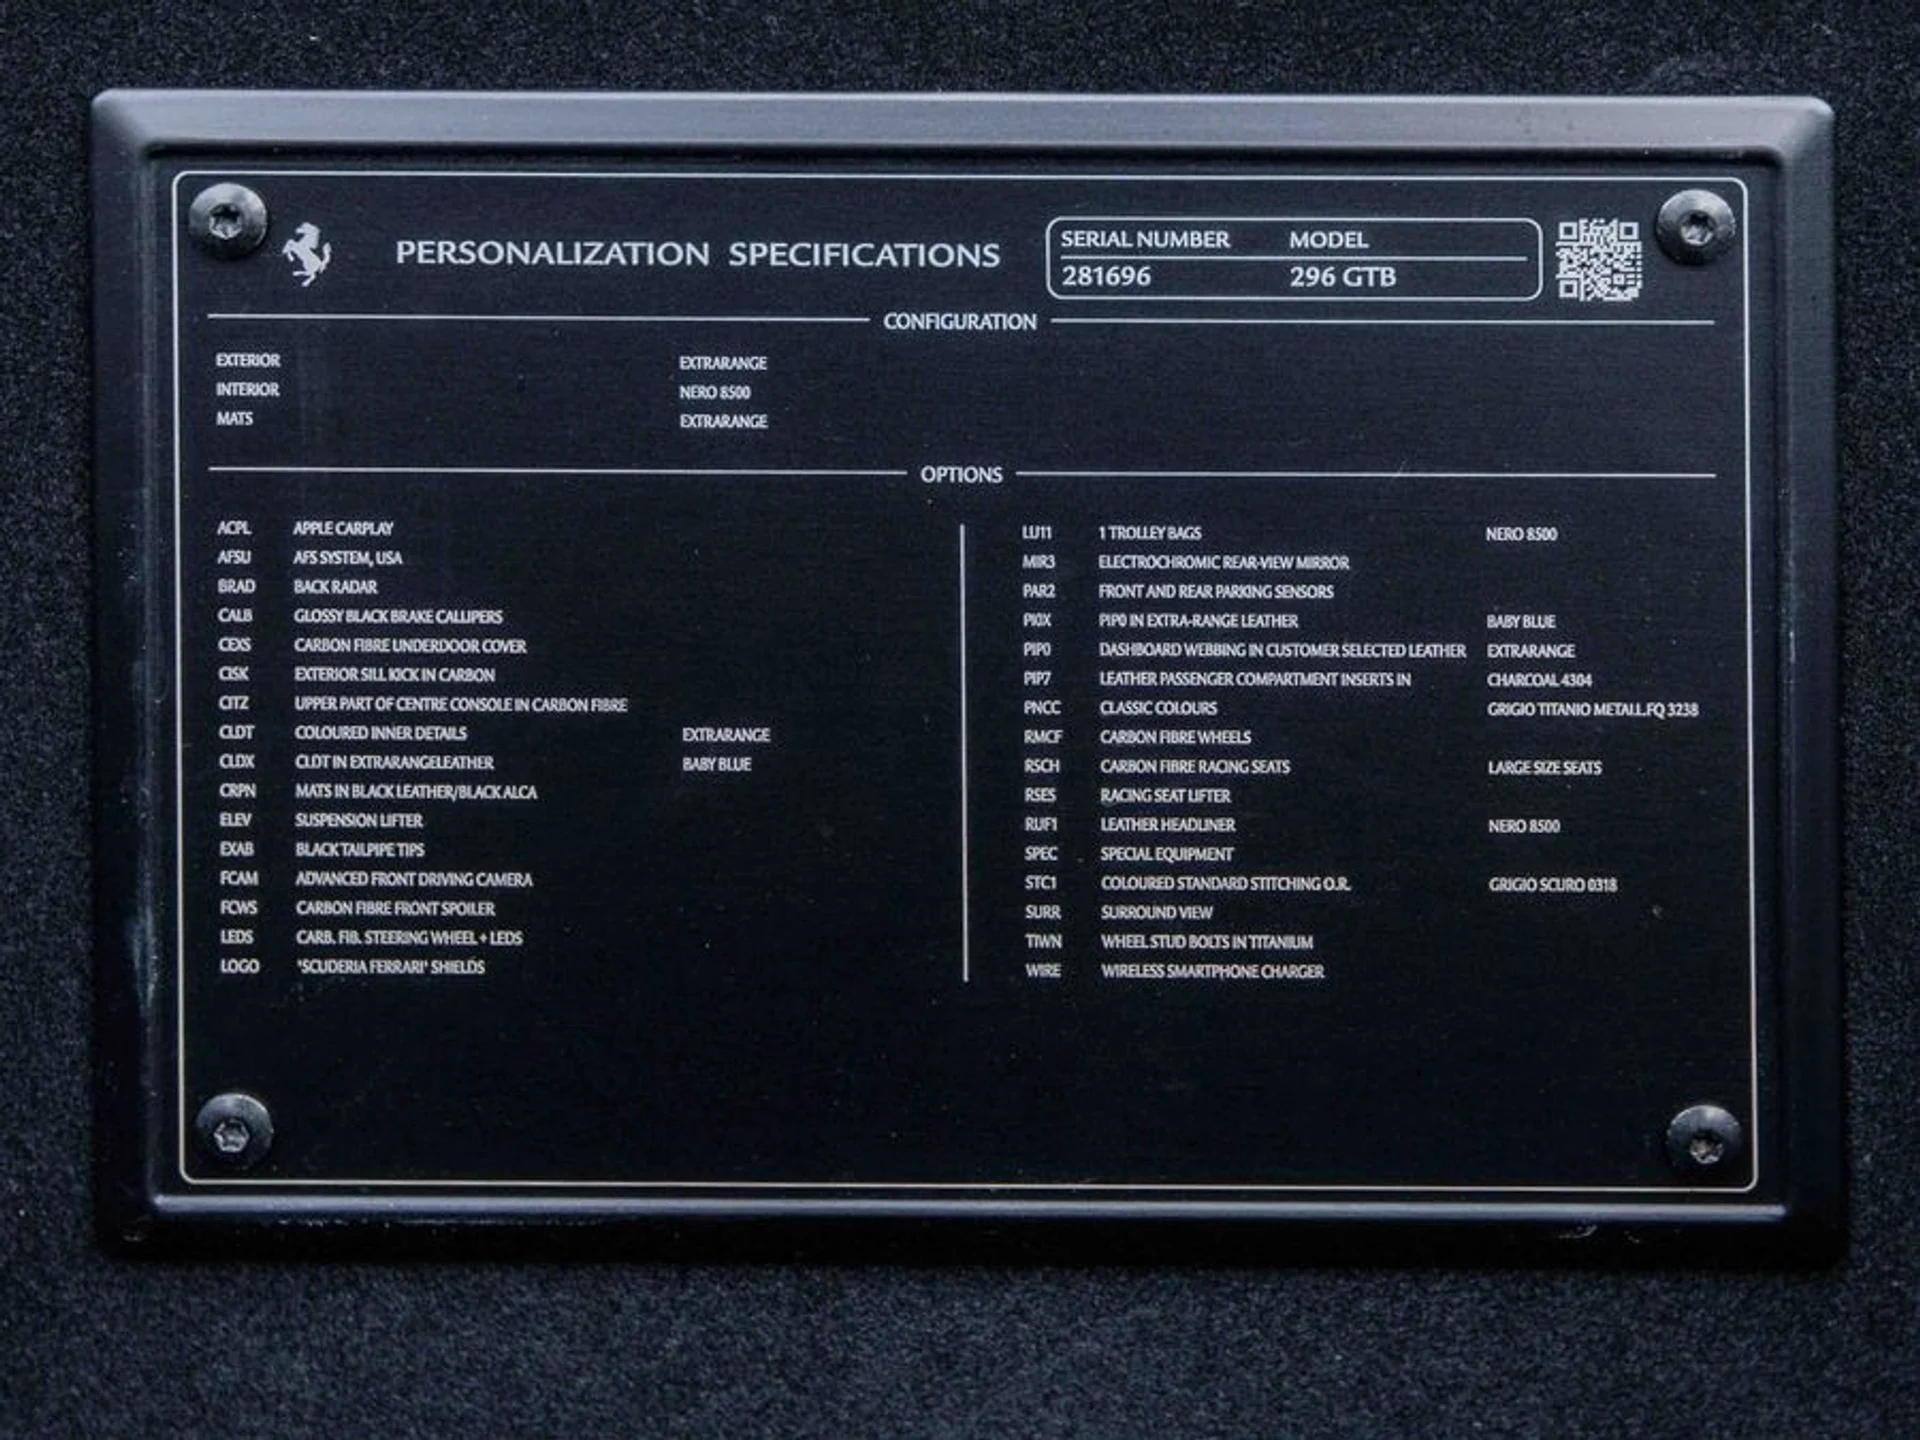 PERSONALIZATION SPECIFICATIONS
SERIAL NUMBER MODEL
281696 296 GTB
CONFIGURATION
EXTERIOR EXTRARANGE
INTERIOR NERO 8500
MATS EXTRARANGE
OPTIONS
ACPL APPLE CARPLAY
AFSU AFS SYSTEM, USA
BRAD BACK RADAR
CALB GLOSSY BLACK BRAKE CALLIPERS
CEXS CARBON FIBRE UNDERDOOR COVER
CISK EXTERIOR SILL KICK IN CARBON
CITZ UPPER PART OF CENTRE CONSOLE IN CARBON FIBRE
CLDT COLOURED INNER DETAILS EXTRARANGE
CLDX CLDT IN EXTRARANGELEATHER BABY BLUE
CRPN MATS IN BLACK LEATHER/BLACK ALCA
ELEV SUSPENSION LIFTER
EXAB BLACK TAILPIPE TIPS
FCAM ADVANCED FRONT DRIVING CAMERA
FCWS CARBON FIBRE FRONT SPOILER
LEDS CARB. FIB. STEERING WHEEL + LEDS
LOGO 'SCUDERIA FERRARI' SHIELDS
LU11 1 TROLLEY BAGS NERO 8500
MIR3 ELECTROCHROMIC REAR-VIEW MIRROR
PAR2 FRONT AND REAR PARKING SENSORS
PI0X PIP0 IN EXTRA-RANGE LEATHER BABY BLUE
PIP0 DASHBOARD WEBBING IN CUSTOMER SELECTED LEATHER EXTRARANGE
PIP7 LEATHER PASSENGER COMPARTMENT INSERTS IN CHARCOAL 4304
PNCC CLASSIC COLOURS GRIGIO TITANIO METALL.FQ 3238
RMCF CARBON FIBRE WHEELS
RSCH CARBON FIBRE RACING SEATS LARGE SIZE SEATS
RSES RACING SEAT LIFTER
RUF1 LEATHER HEADLINER NERO 8500
SPEC SPECIAL EQUIPMENT
STC1 COLOURED STANDARD STITCHING O.R. GRIGIO SCURO 0318
SURR SURROUND VIEW
TIWN WHEEL STUD BOLTS IN TITANIUM
WIRE WIRELESS SMARTPHONE CHARGER